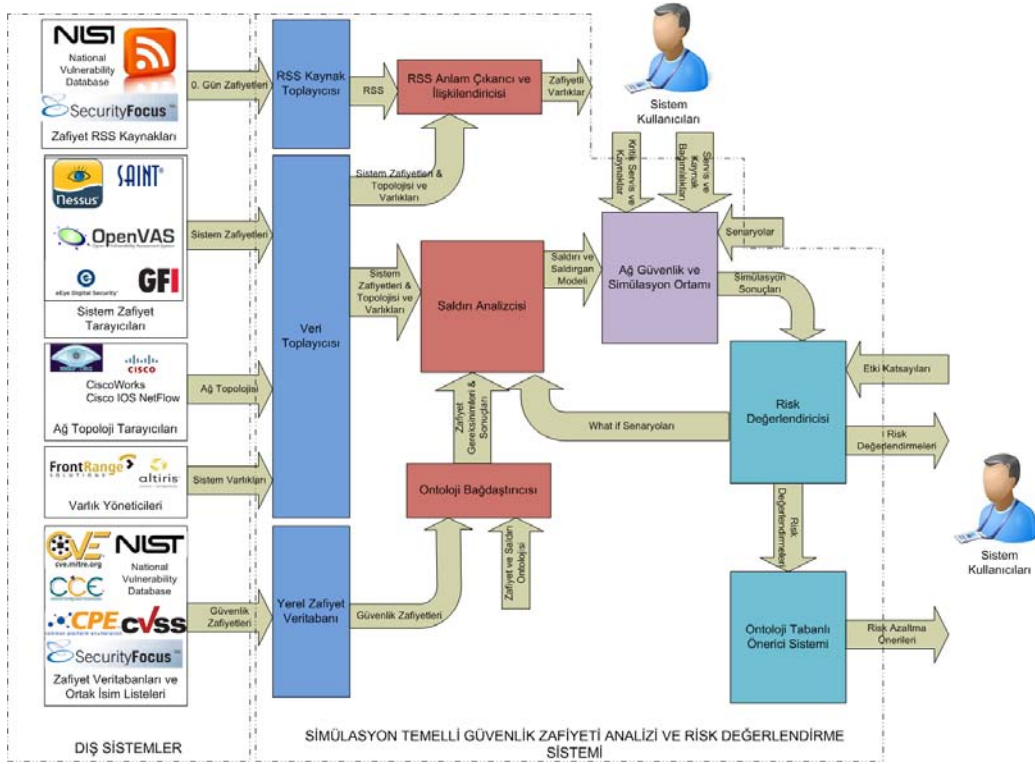 NIST
National
Vulnerability
Database
SecurityFocus
Zafiyet RSS Kaynakları
0. Gün Zafiyetleri
RSS Kaynak
Toplayıcısı
RSS
RSS Anlam Çıkarıcı ve
İlişkilendiricisi
Zafiyetli
Varlıklar
Sistem
Kullanıcıları
Kritik Servis ve
Kaynaklar
Servis ve
Kaynak
Bağımlılıkları
Nessus
SAINT
OpenVAS
eEye Digital Security
GFI
Sistem Zafiyet
Tarayıcıları
Sistem Zafiyetleri
Veri
Toplayıcısı
Sistem Zafiyetleri &
Topolojisi ve
Varlıkları
Sistem
Zafiyetleri &
Topolojisi ve
Varlıkları
Saldırı Analizcisi
Saldırı ve
Saldırgan
Modeli
Ağ Güvenlik ve
Simülasyon Ortamı
Senaryolar
Simülasyon
Sonuçları
CISCO
CiscoWorks
Cisco IOS NetFlow
Ağ Topoloji Tarayıcıları
Ağ Topolojisi
Zafiyet
Gereksinimleri &
Sonuçları
What if Senaryoları
Risk
Değerlendiricisi
Etki Katsayıları
Risk
Değerlendirmeleri
Sistem
Kullanıcıları
FrontRange
SOLUTIONS
altiris
Varlık Yöneticileri
Sistem Varlıkları
Ontoloji Bağdaştırıcısı
Zafiyet ve Saldırı
Ontolojisi
Risk
Değerlendirmeleri
CVE
cve.mitre.org
NIST
National
Vulnerability
Database
CCE
CPE
common platform enumeration
CVSS
SecurityFocus
Zafiyet Veritabanları ve
Ortak İsim Listeleri
Güvenlik
Zafiyetleri
Yerel Zafiyet
Veritabanı
Güvenlik Zafiyetleri
Ontoloji Tabanlı
Önerici Sistemi
Risk Azaltma
Önerileri
DIŞ SİSTEMLER
SİMÜLASYON TEMELLİ GÜVENLİK ZAFİYETİ ANALİZİ VE RİSK DEĞERLENDİRME
SİSTEMİ